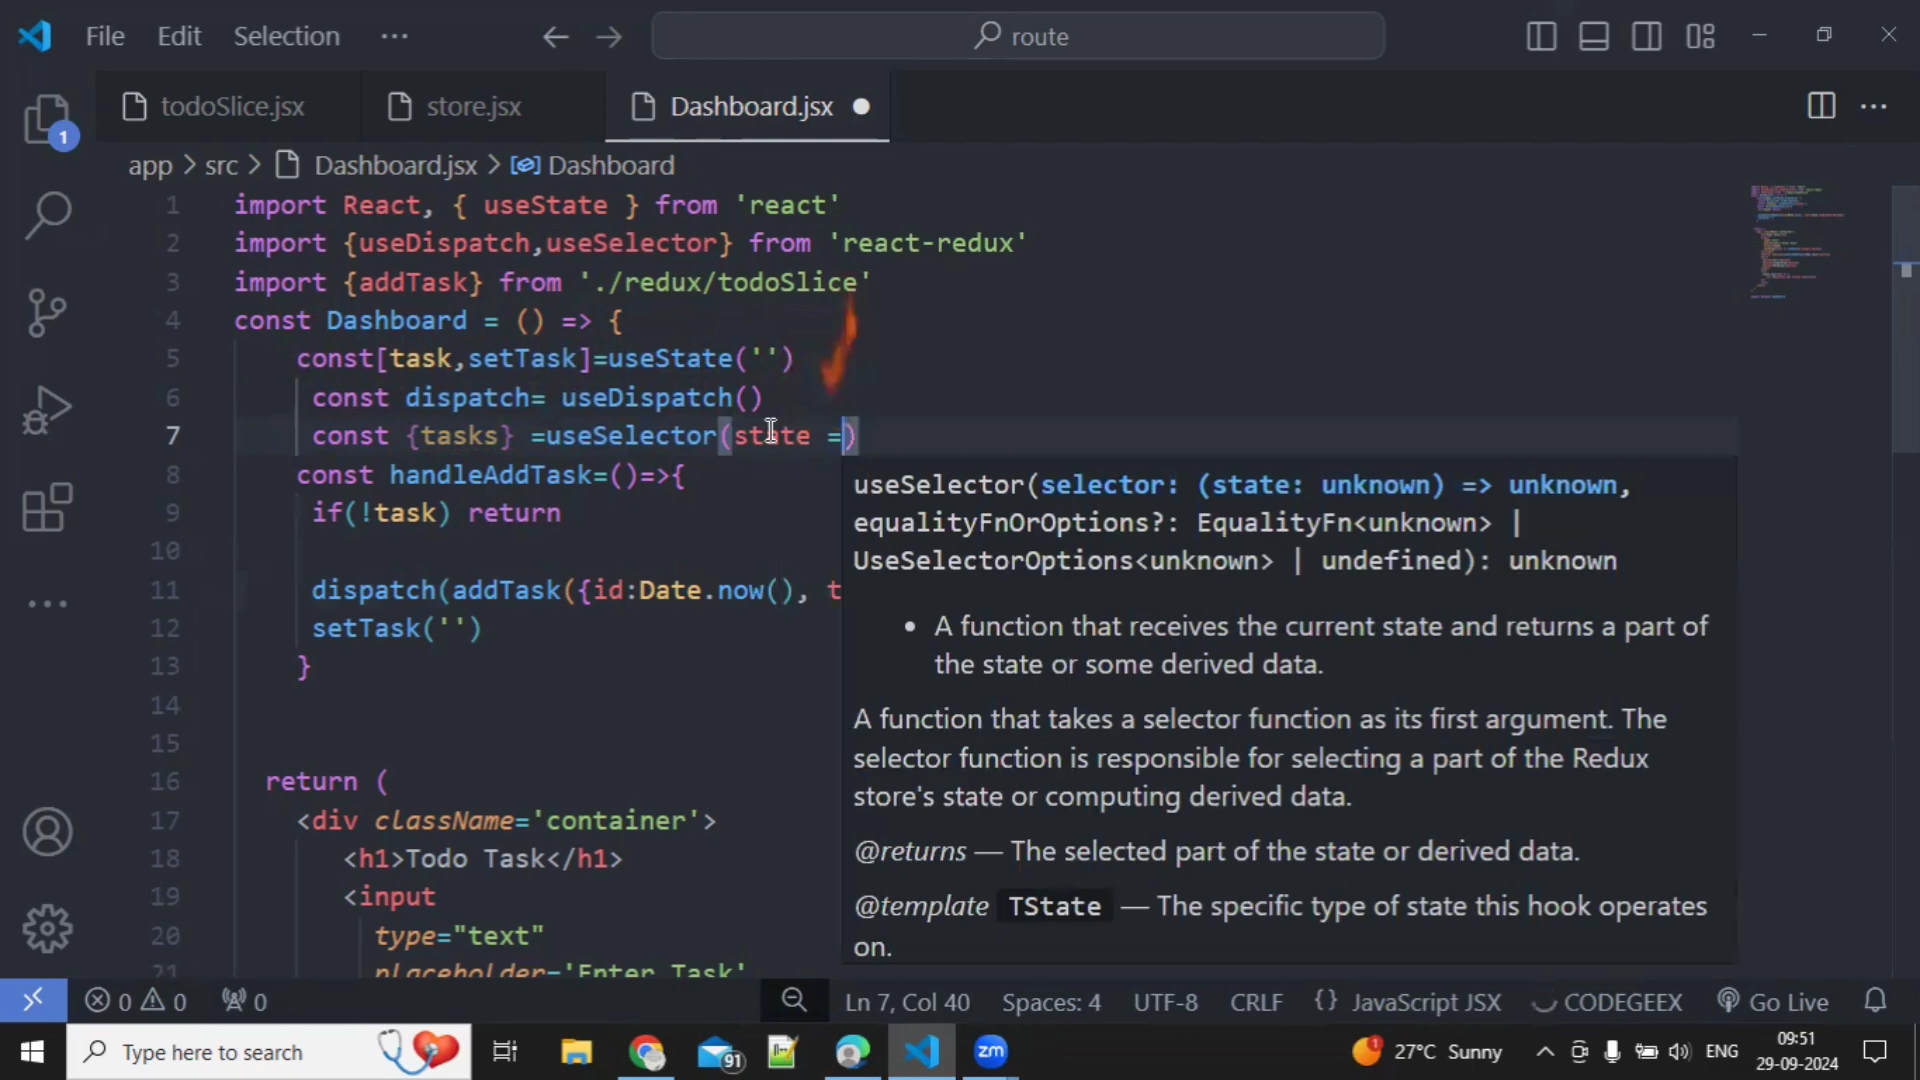 File Edit Selection ··· route
todoSlice.jsx store.jsx Dashboard.jsx
1
app > src > Dashboard.jsx > Dashboard
1 import React, { useState } from 'react'
2 import {useDispatch,useSelector} from 'react-redux'
3 import {addTask} from './redux/todoSlice'
4 const Dashboard = () => {
5 const[task,setTask]=useState('')
6 const dispatch= useDispatch()
7 const {tasks} =useSelector(state =)
8 const handleAddTask=()=>{
9 if(!task) return
10
11 dispatch(addTask({id:Date.now(), t
12 setTask('')
13 }
14
15
16 return (
17 <div className='container'>
18 <h1>Todo Task</h1>
19 <input
20 type="text"
21 placeholder='Enter Task'
useSelector(selector: (state: unknown) => unknown,
equalityFnOrOptions?: EqualityFn<unknown> |
UseSelectorOptions<unknown> | undefined): unknown
• A function that receives the current state and returns a part of
the state or some derived data.
A function that takes a selector function as its first argument. The
selector function is responsible for selecting a part of the Redux
store's state or computing derived data.
@returns — The selected part of the state or derived data.
@template TState — The specific type of state this hook operates
on.
0 0 0 Ln 7, Col 40 Spaces: 4 UTF-8 CRLF {} JavaScript JSX CODEGEEX Go Live
Type here to search 91 zm 1 27°C Sunny ENG 09:51
29-09-2024